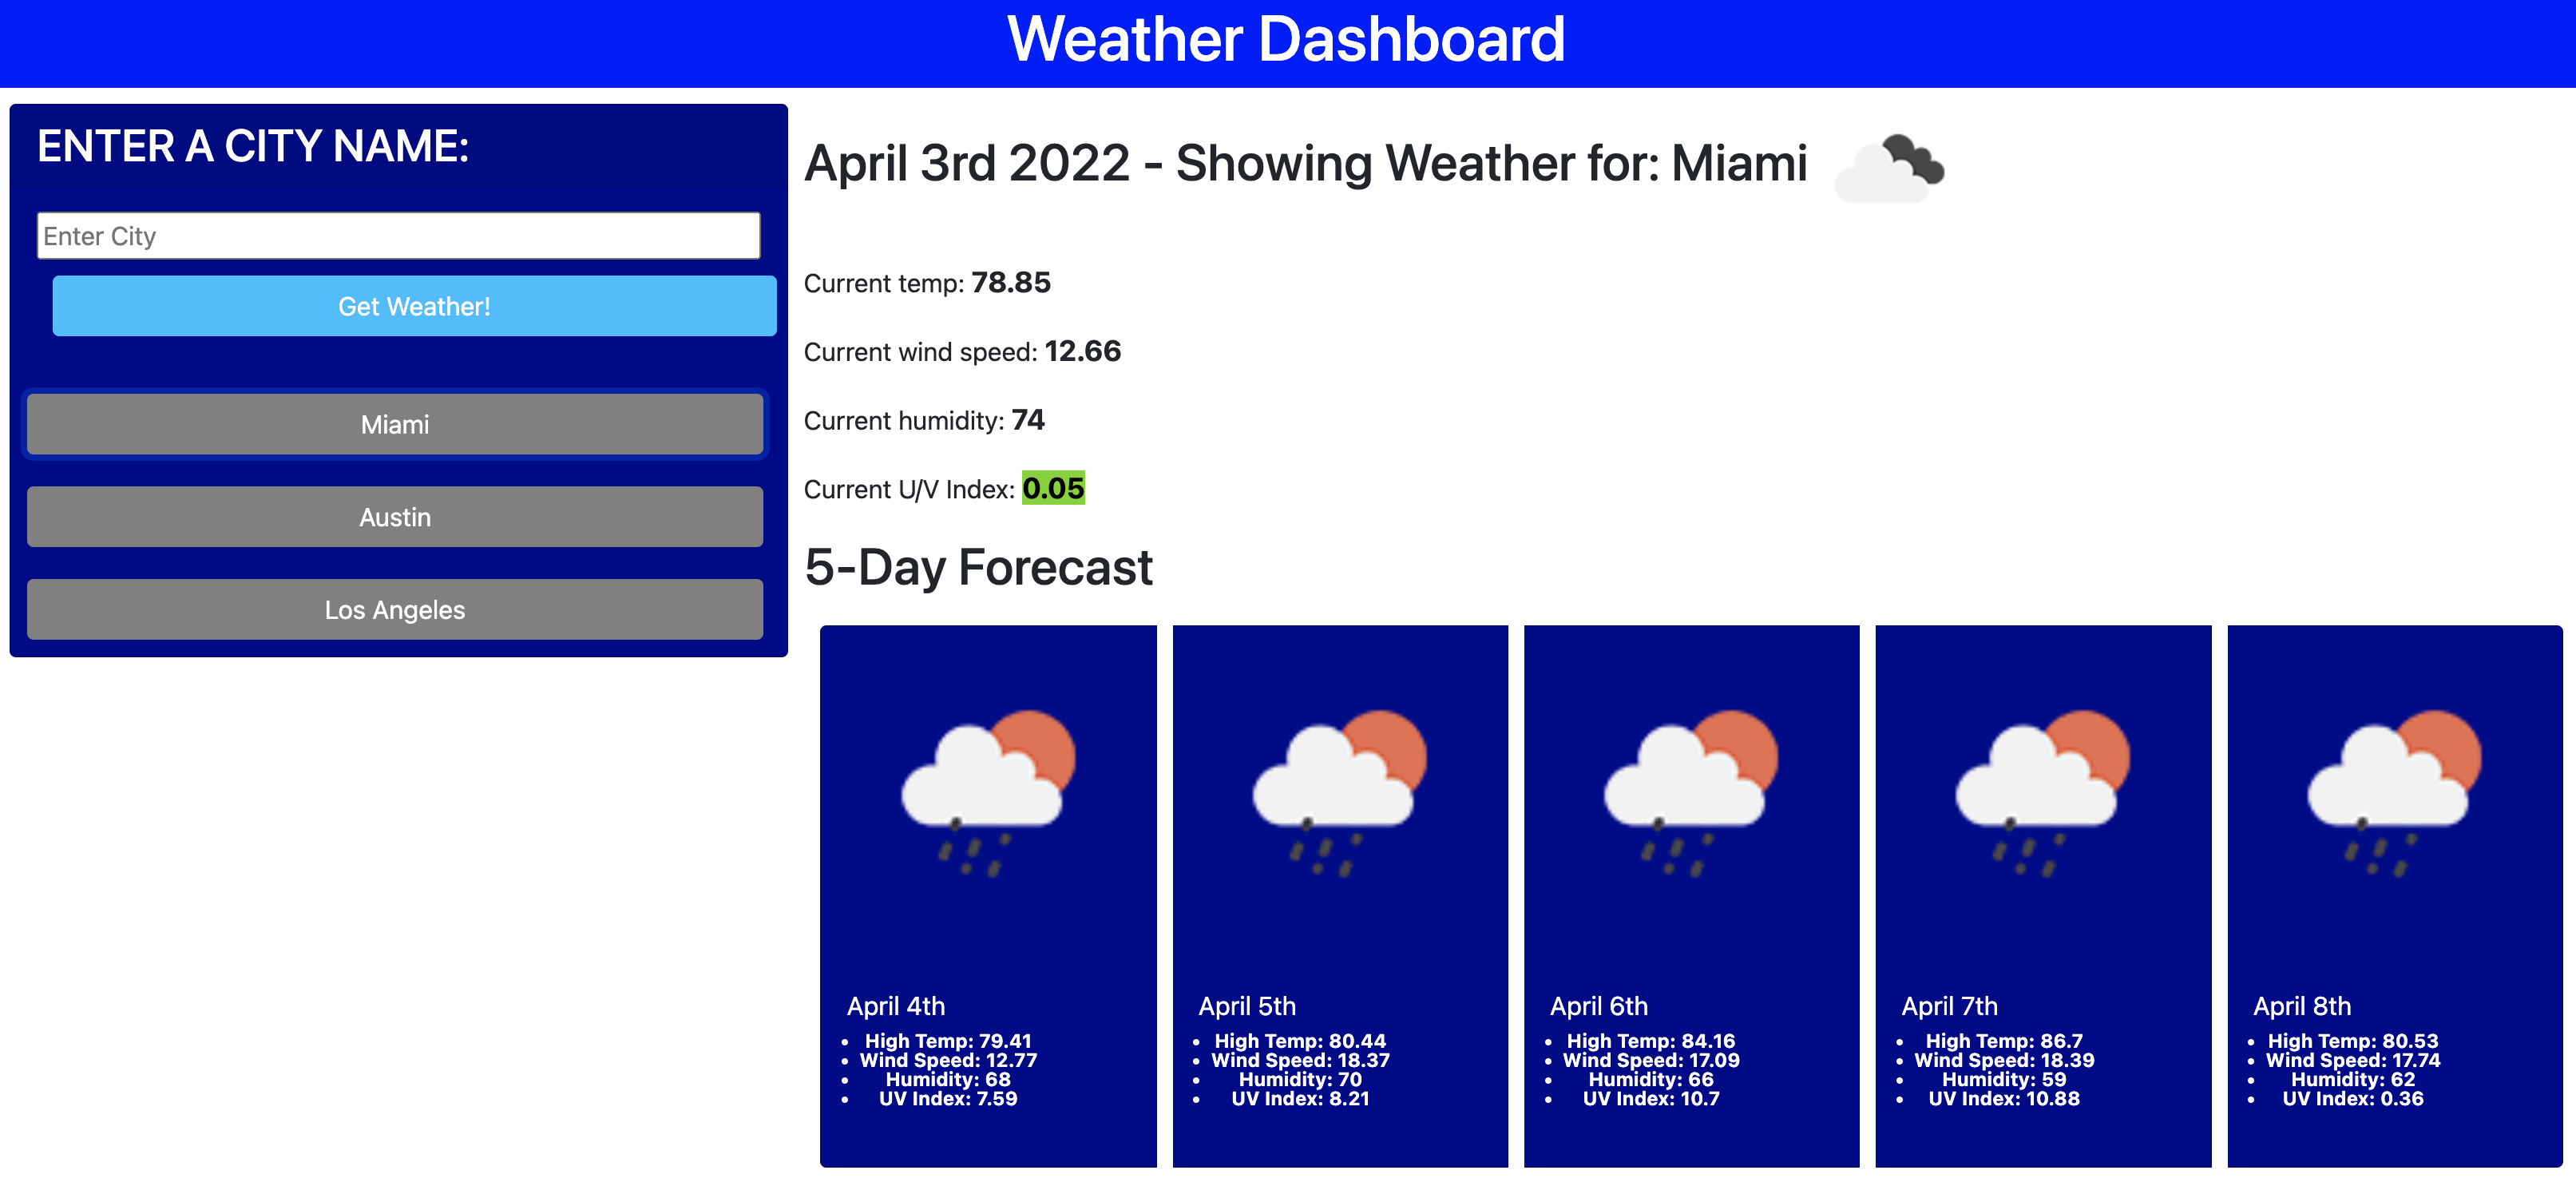 Weather Dashboard
ENTER A CITY NAME:
Enter City
Get Weather!
Miami
Austin
Los Angeles
April 3rd 2022 - Showing Weather for: Miami
Current temp: 78.85
Current wind speed: 12.66
Current humidity: 74
Current U/V Index: 0.05
5-Day Forecast
April 4th
• High Temp: 79.41
• Wind Speed: 12.77
• Humidity: 68
• UV Index: 7.59
April 5th
• High Temp: 80.44
• Wind Speed: 18.37
• Humidity: 70
• UV Index: 8.21
April 6th
• High Temp: 84.16
• Wind Speed: 17.09
• Humidity: 66
• UV Index: 10.7
April 7th
• High Temp: 86.7
• Wind Speed: 18.39
• Humidity: 59
• UV Index: 10.88
April 8th
• High Temp: 80.53
• Wind Speed: 17.74
• Humidity: 62
• UV Index: 0.36